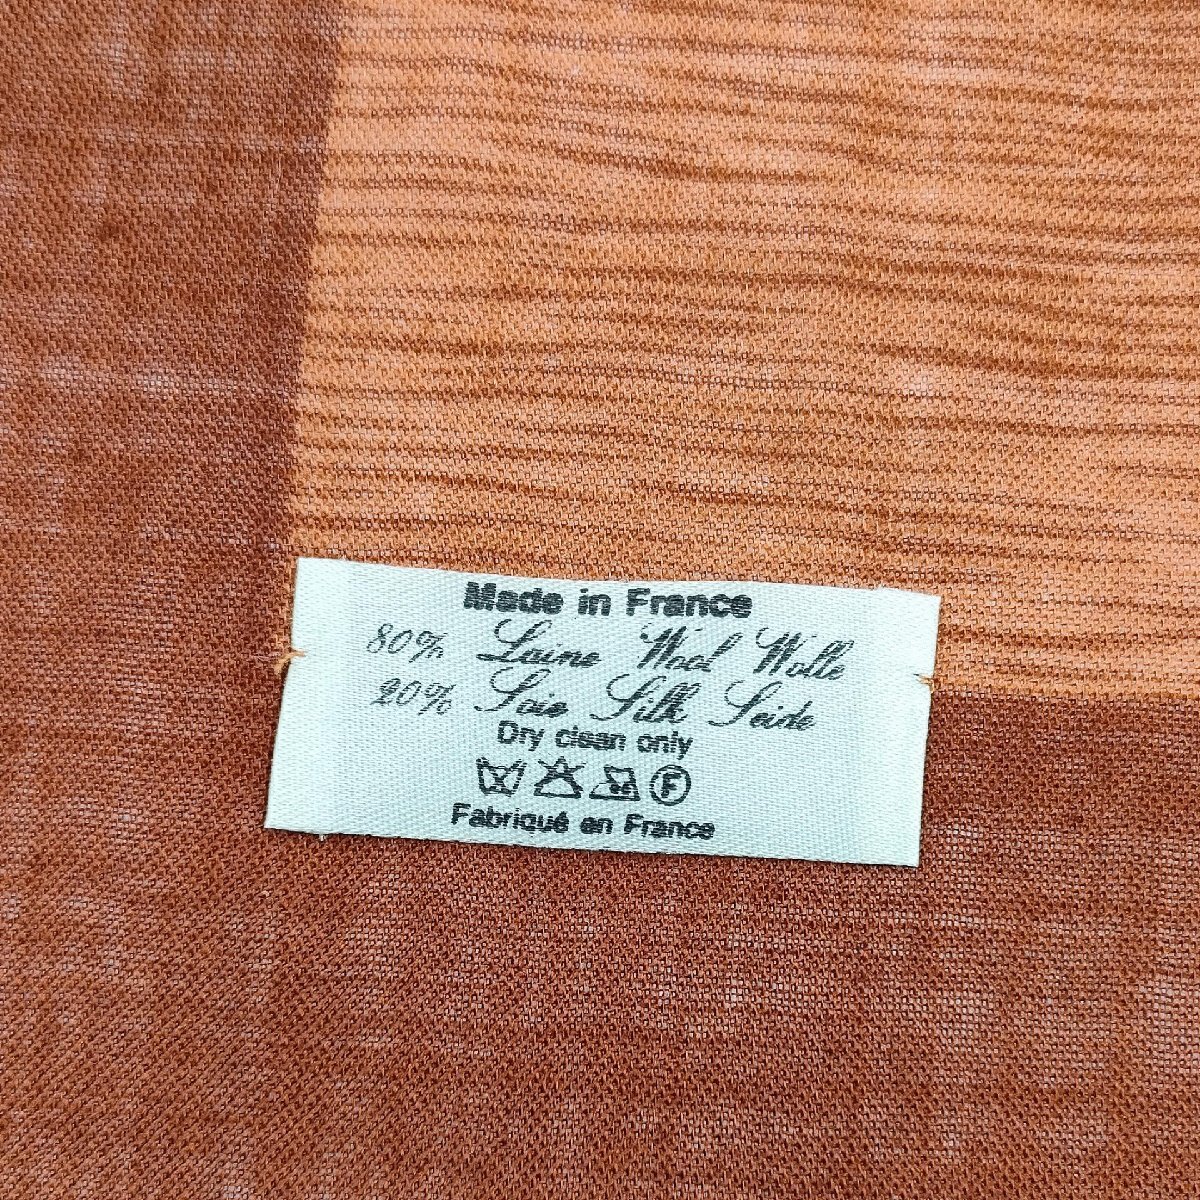 Made in France
80% Laine Wool Wolle
20% Soie Silk Seide
Dry clean only
F
Fabriqué en France